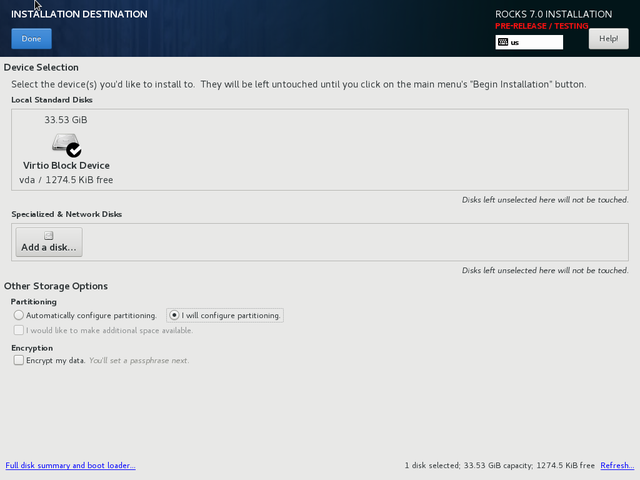 INSTALLATION DESTINATION
ROCKS 7.0 INSTALLATION
PRE-RELEASE / TESTING
Done
us
Help!
Device Selection
Select the device(s) you'd like to install to.  They will be left untouched until you click on the main menu's "Begin Installation" button.
Local Standard Disks
33.53 GiB
Virtio Block Device
vda / 1274.5 KiB free
Disks left unselected here will not be touched.
Specialized & Network Disks
Add a disk...
Disks left unselected here will not be touched.
Other Storage Options
Partitioning
Automatically configure partitioning.
I will configure partitioning.
I would like to make additional space available.
Encryption
Encrypt my data. You'll set a passphrase next.
Full disk summary and boot loader...
1 disk selected; 33.53 GiB capacity; 1274.5 KiB free
Refresh...